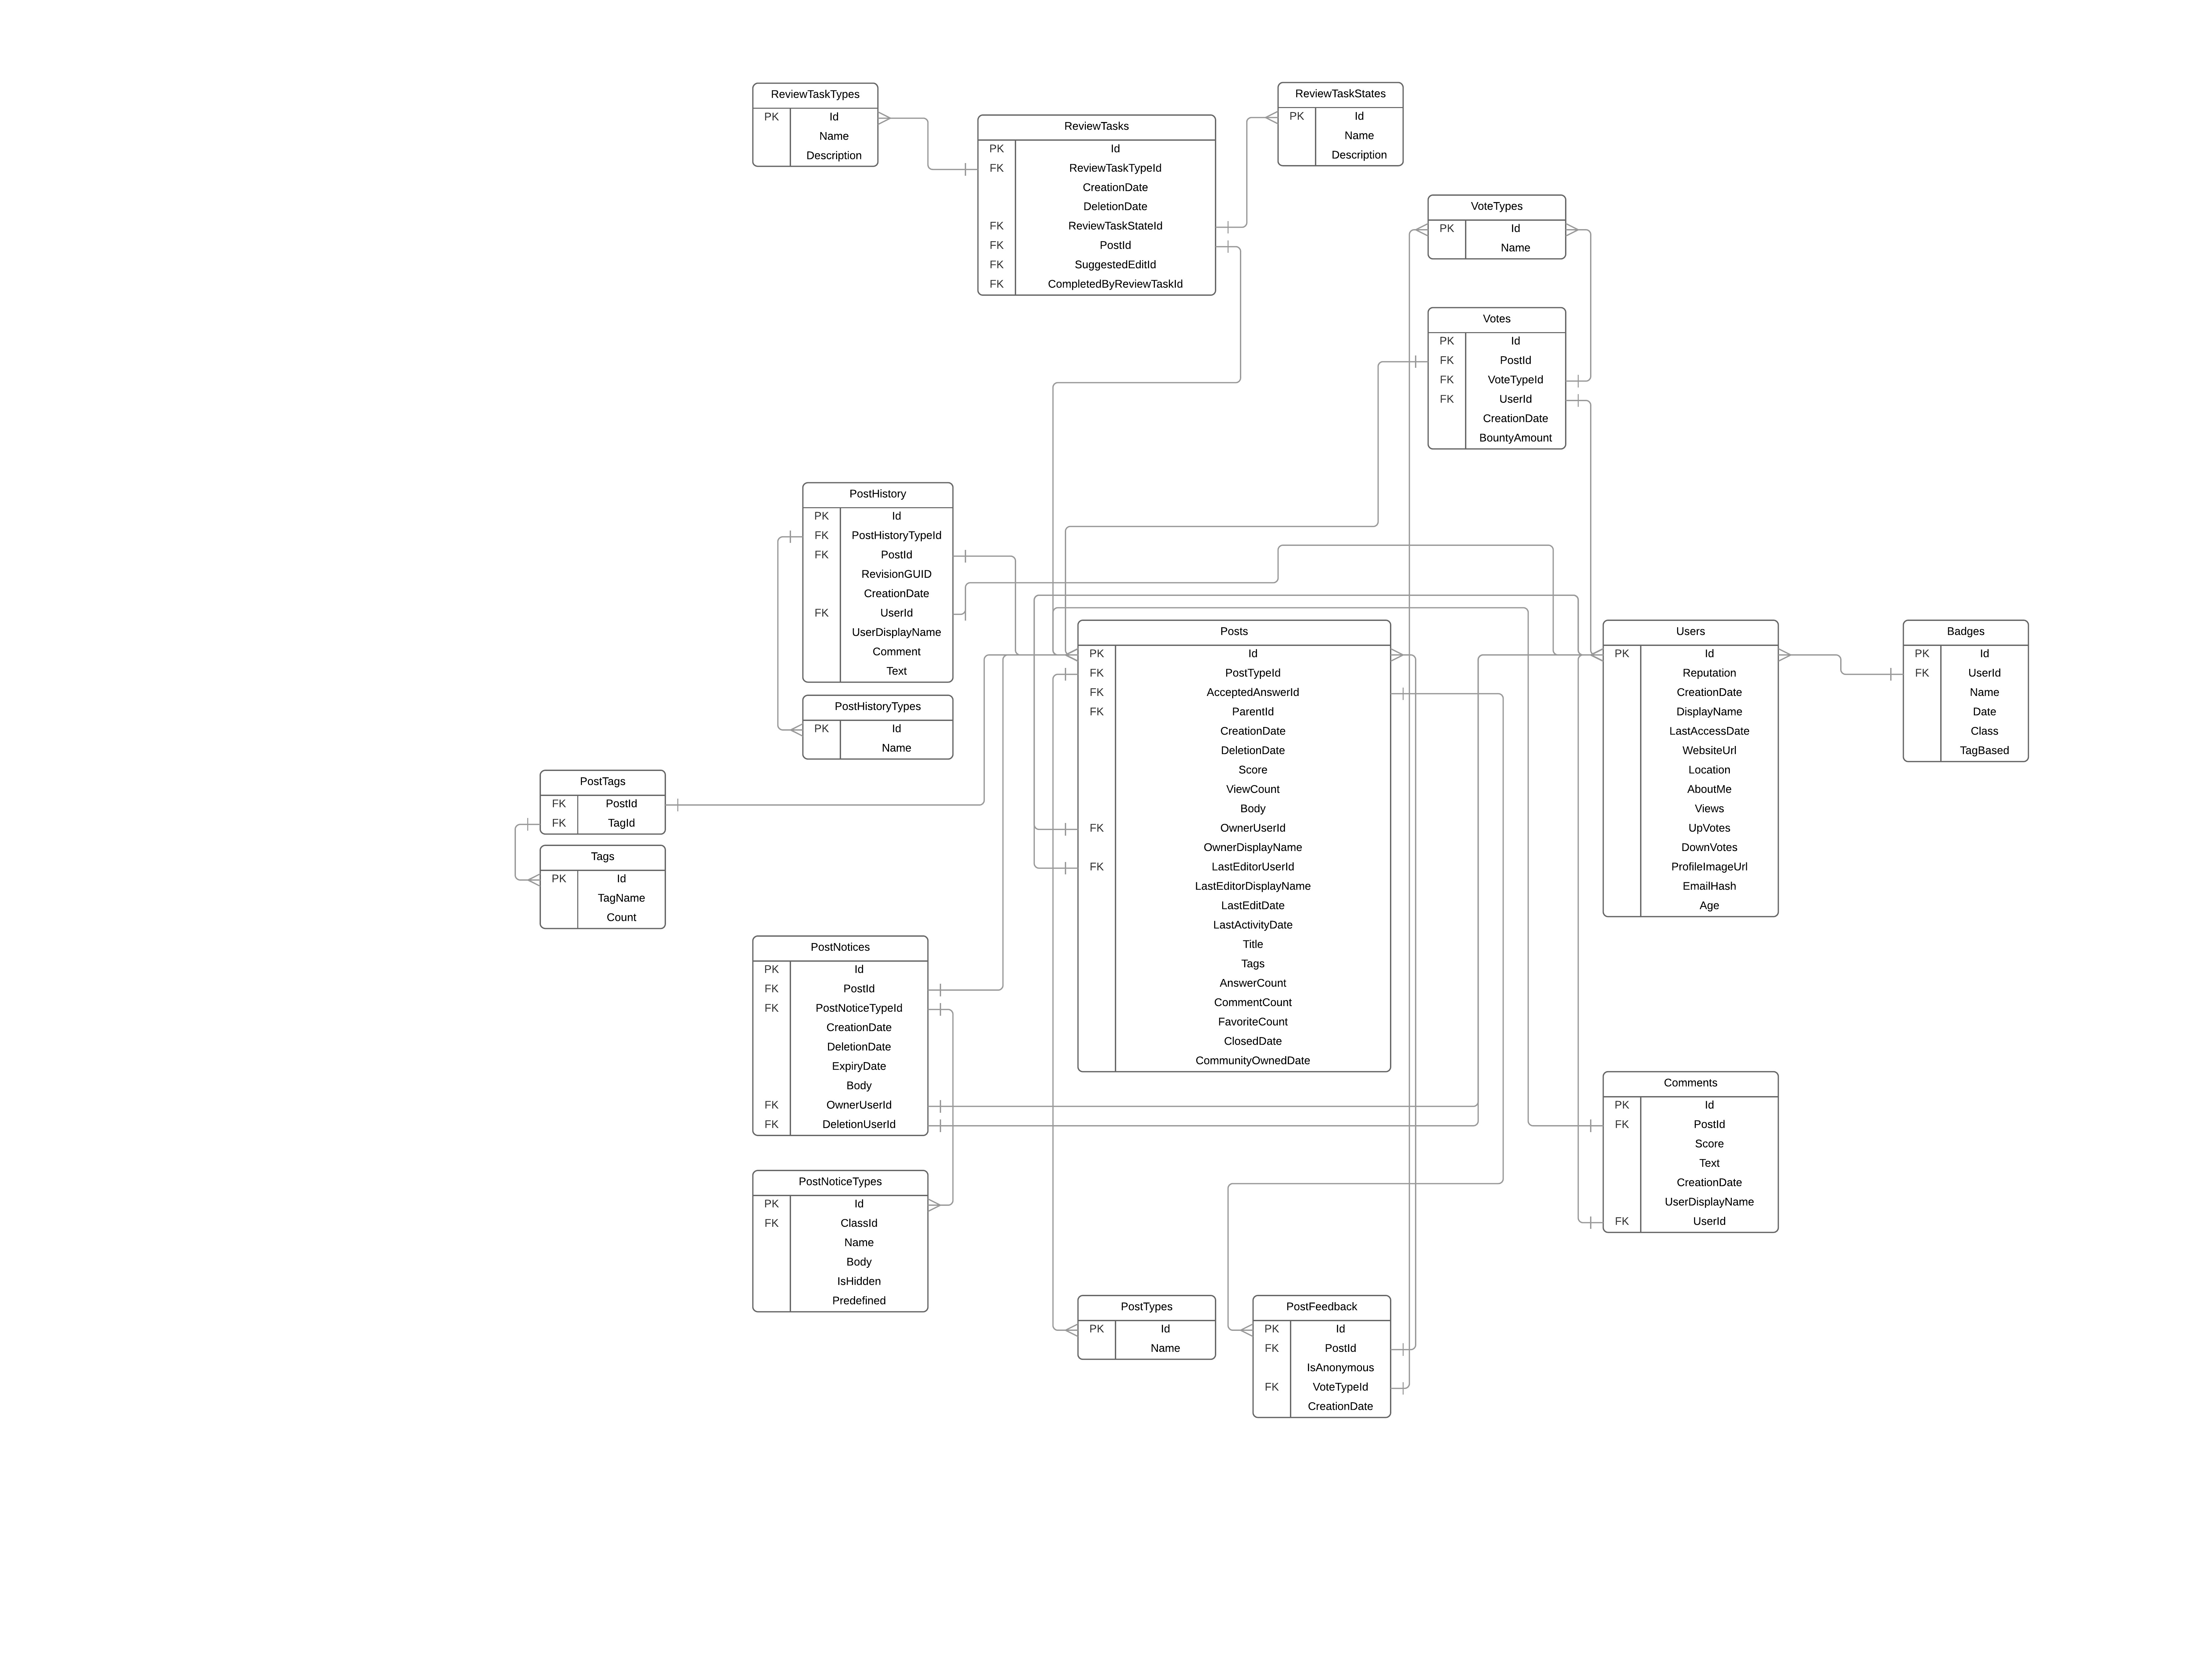 ReviewTaskTypes
PK Id
Name
Description
ReviewTasks
PK Id
FK ReviewTaskTypeId
CreationDate
DeletionDate
FK ReviewTaskStateId
FK PostId
FK SuggestedEditId
FK CompletedByReviewTaskId
ReviewTaskStates
PK Id
Name
Description
VoteTypes
PK Id
Name
Votes
PK Id
FK PostId
FK VoteTypeId
FK UserId
CreationDate
BountyAmount
PostHistory
PK Id
FK PostHistoryTypeId
FK PostId
RevisionGUID
CreationDate
FK UserId
UserDisplayName
Comment
Text
PostHistoryTypes
PK Id
Name
PostTags
FK PostId
FK TagId
Tags
PK Id
TagName
Count
Posts
PK Id
FK PostTypeId
FK AcceptedAnswerId
FK ParentId
CreationDate
DeletionDate
Score
ViewCount
Body
FK OwnerUserId
OwnerDisplayName
FK LastEditorUserId
LastEditorDisplayName
LastEditDate
LastActivityDate
Title
Tags
AnswerCount
CommentCount
FavoriteCount
ClosedDate
CommunityOwnedDate
Users
PK Id
Reputation
CreationDate
DisplayName
LastAccessDate
WebsiteUrl
Location
AboutMe
Views
UpVotes
DownVotes
ProfileImageUrl
EmailHash
Age
Badges
PK Id
FK UserId
Name
Date
Class
TagBased
PostNotices
PK Id
FK PostId
FK PostNoticeTypeId
CreationDate
DeletionDate
ExpiryDate
Body
FK OwnerUserId
FK DeletionUserId
PostNoticeTypes
PK Id
FK ClassId
Name
Body
IsHidden
Predefined
Comments
PK Id
FK PostId
Score
Text
CreationDate
UserDisplayName
FK UserId
PostTypes
PK Id
Name
PostFeedback
PK Id
FK PostId
IsAnonymous
FK VoteTypeId
CreationDate